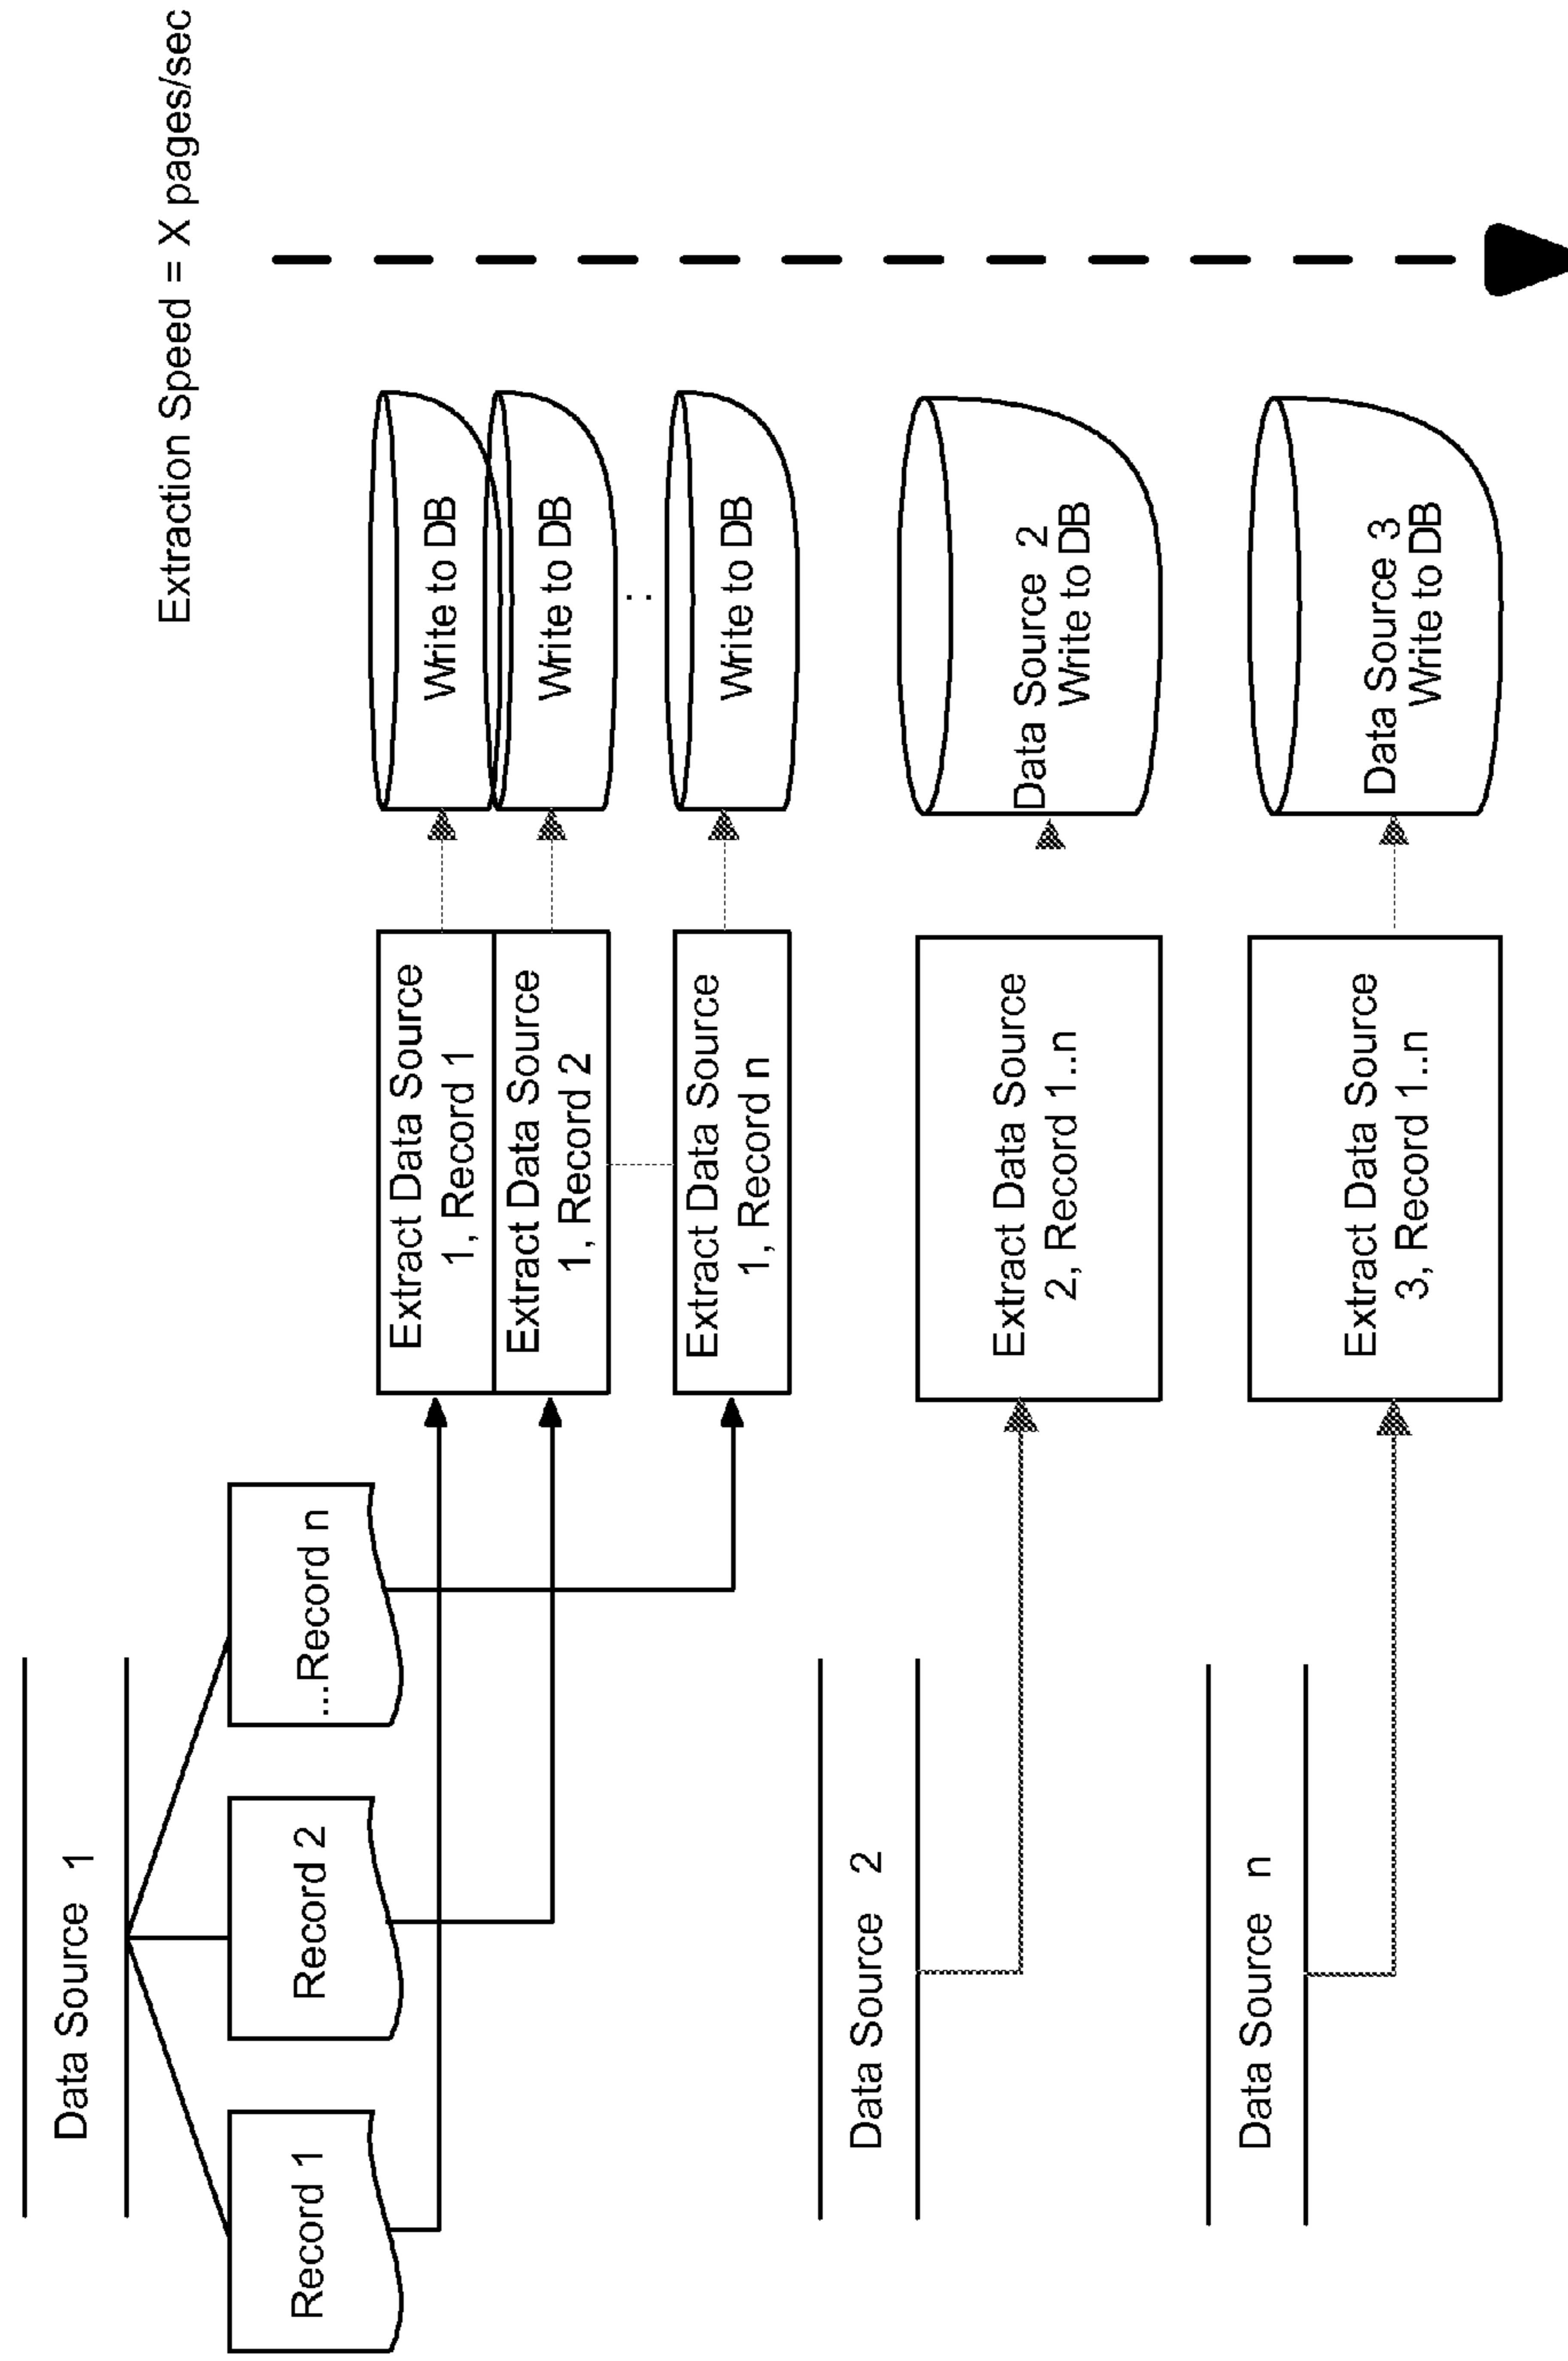 Extraction Speed = X pages/sec
Data Source 1
Record 1
Record 2
...Record n
Extract Data Source
1, Record 1
Write to DB
Extract Data Source
1, Record 2
Write to DB
..
Extract Data Source
1, Record n
Write to DB
Data Source 2
Extract Data Source
2, Record 1..n
Data Source 2
Write to DB
Data Source n
Extract Data Source
3, Record 1..n
Data Source 3
Write to DB